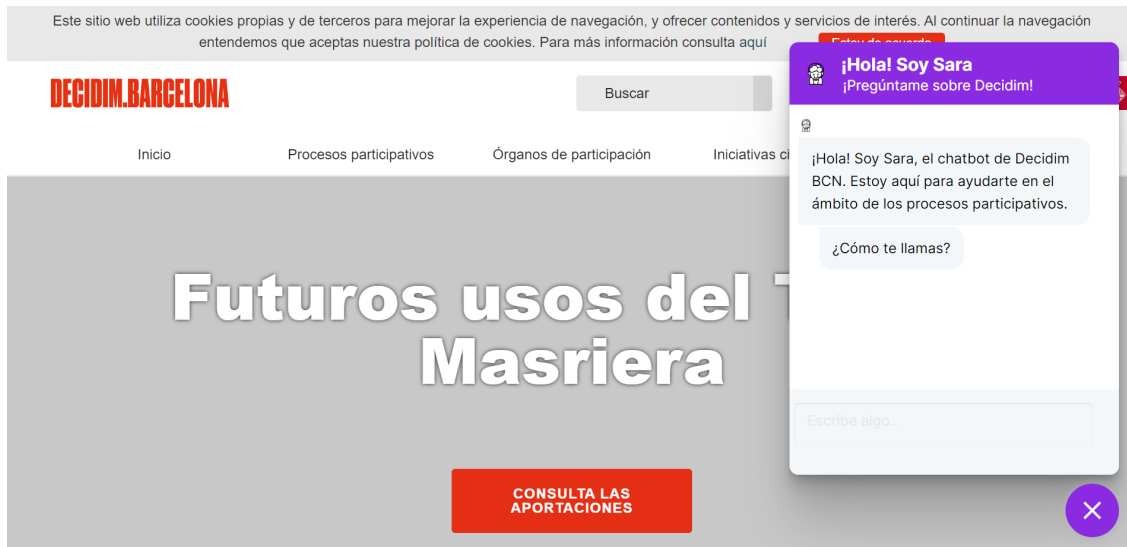 Este sitio web utiliza cookies propias y de terceros para mejorar la experiencia de navegación, y ofrecer contenidos y servicios de interés. Al continuar la navegación
entendemos que aceptas nuestra política de cookies. Para más información consulta aquí
Estoy de acuerdo
DECIDIM.BARCELONA
Buscar
Inicio
Procesos participativos
Órganos de participación
Iniciativas
Futuros usos del
Masriera
CONSULTA LAS
APORTACIONES
¡Hola! Soy Sara
¡Pregúntame sobre Decidim!
¡Hola! Soy Sara, el chatbot de Decidim
BCN. Estoy aquí para ayudarte en el
ámbito de los procesos participativos.
¿Cómo te llamas?
Escribe algo..